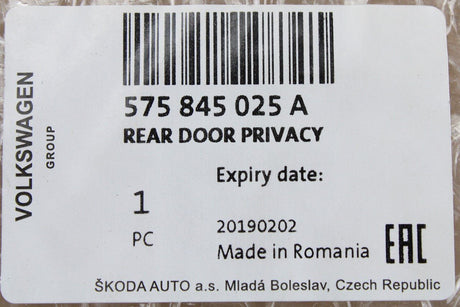 575 845 025 A
REAR DOOR PRIVACY
VOLKSWAGEN
GROUP
Expiry date:
1
PC
20190202
Made in Romania
EAC
ŠKODA AUTO a.s. Mladá Boleslav, Czech Republic